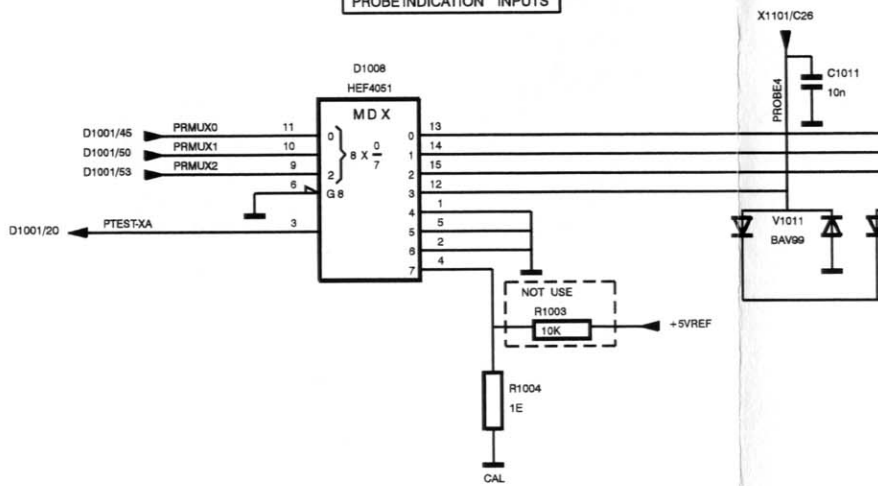 PROBE INDICATION INPUTS
X1101/C26
D1008
HEF4051
C1011
10n
PROBE4
MDX
D1001/45 PRMUX0 11 0 0 13
D1001/50 PRMUX1 10 8 X 0/7 1 14
D1001/53 PRMUX2 9 2 2 15
6 G8 3 12
4 1
D1001/20 PTEST-XA 3 5 5
6 2
7 4
V1011
BAV99
NOT USE
R1003
10K
+5VREF
R1004
1E
CAL